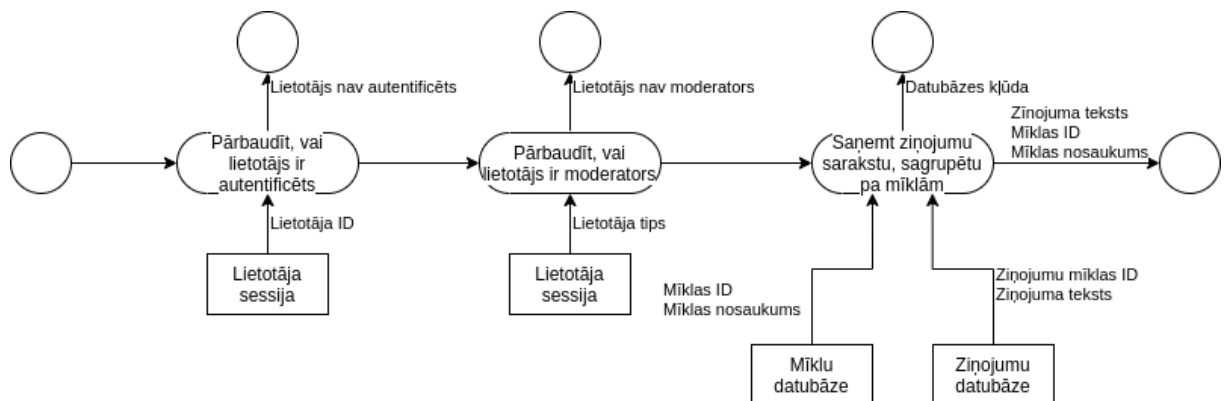 Lietotājs nav autentificēts
Lietotājs nav moderators
Datubāzes kļūda
Pārbaudīt, vai
lietotājs ir
autentificēts
Pārbaudīt, vai
lietotājs ir moderators
Saņemt ziņojumu
sarakstu, sagrupētu
pa mīklām
Zīnojuma teksts
Mīklas ID
Mīklas nosaukums
Lietotāja ID
Lietotāja tips
Lietotāja
sessija
Lietotāja
sessija
Mīklas ID
Mīklas nosaukums
Ziņojumu mīklas ID
Ziņojuma teksts
Mīklu
datubāze
Ziņojumu
datubāze